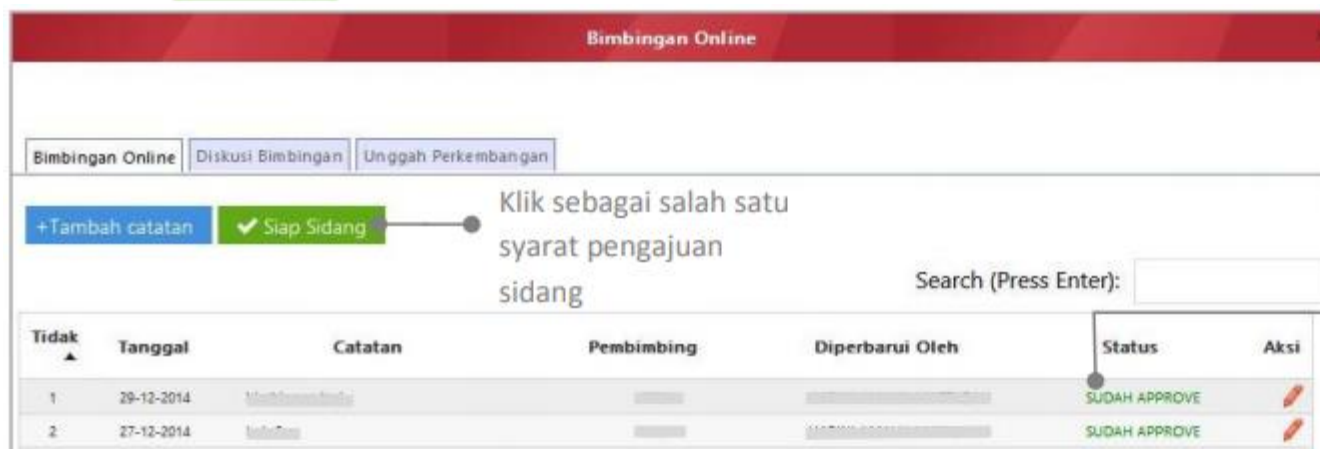 Bimbingan Online
Bimbingan Online Diskusi Bimbingan Unggah Perkembangan
+Tambah catatan Siap Sidang
Klik sebagai salah satu
syarat pengajuan
sidang
Search (Press Enter):
Tidak Tanggal Catatan Pembimbing Diperbarui Oleh Status Aksi
1 29-12-2014 SUDAH APPROVE
2 27-12-2014 SUDAH APPROVE